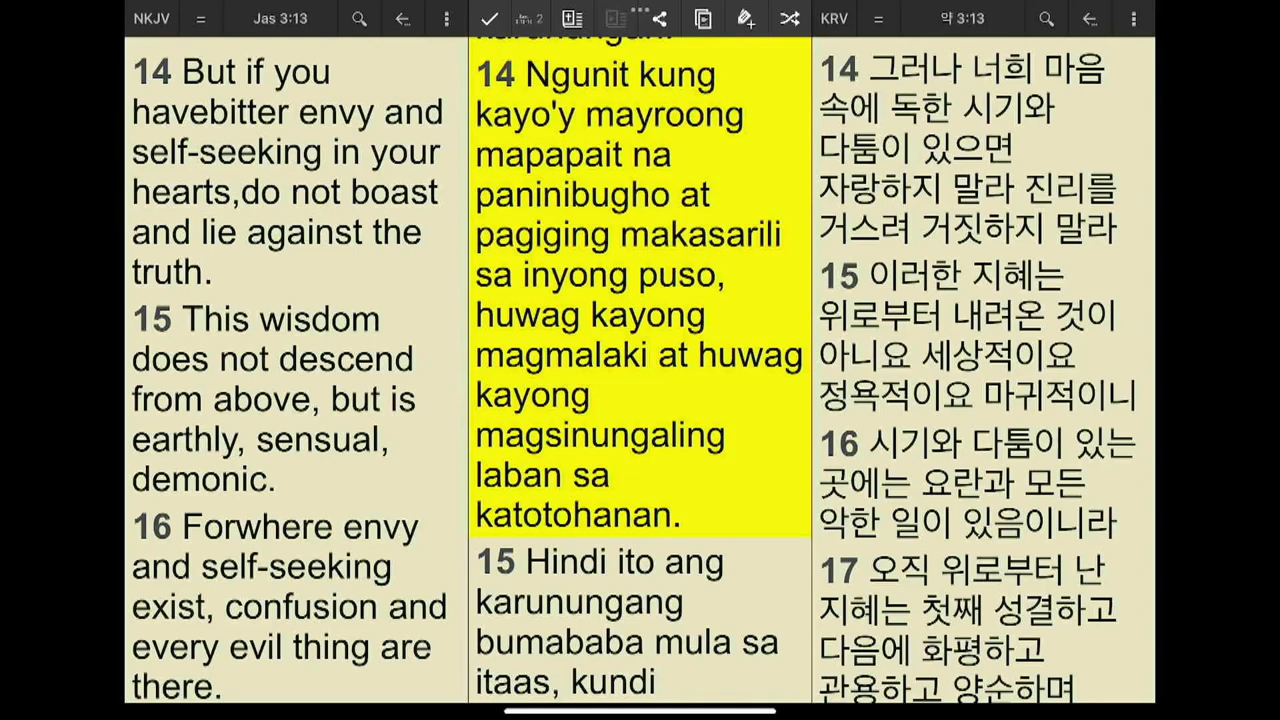 NKJV = Jas 3:13
14 But if you
havebitter envy and
self-seeking in your
hearts,do not boast
and lie against the
truth.
15 This wisdom
does not descend
from above, but is
earthly, sensual,
demonic.
16 Forwhere envy
and self-seeking
exist, confusion and
every evil thing are
there.
2
14 Ngunit kung
kayo'y mayroong
mapapait na
paninibugho at
pagiging makasarili
sa inyong puso,
huwag kayong
magmalaki at huwag
kayong
magsinungaling
laban sa
katotohanan.
15 Hindi ito ang
karunungang
bumababa mula sa
itaas, kundi
KRV = 약 3:13
14 그러나 너희 마음
속에 독한 시기와
다툼이 있으면
자랑하지 말라 진리를
거스려 거짓하지 말라
15 이러한 지혜는
위로부터 내려온 것이
아니요 세상적이요
정욕적이요 마귀적이니
16 시기와 다툼이 있는
곳에는 요란과 모든
악한 일이 있음이니라
17 오직 위로부터 난
지혜는 첫째 성결하고
다음에 화평하고
관용하고 양순하며